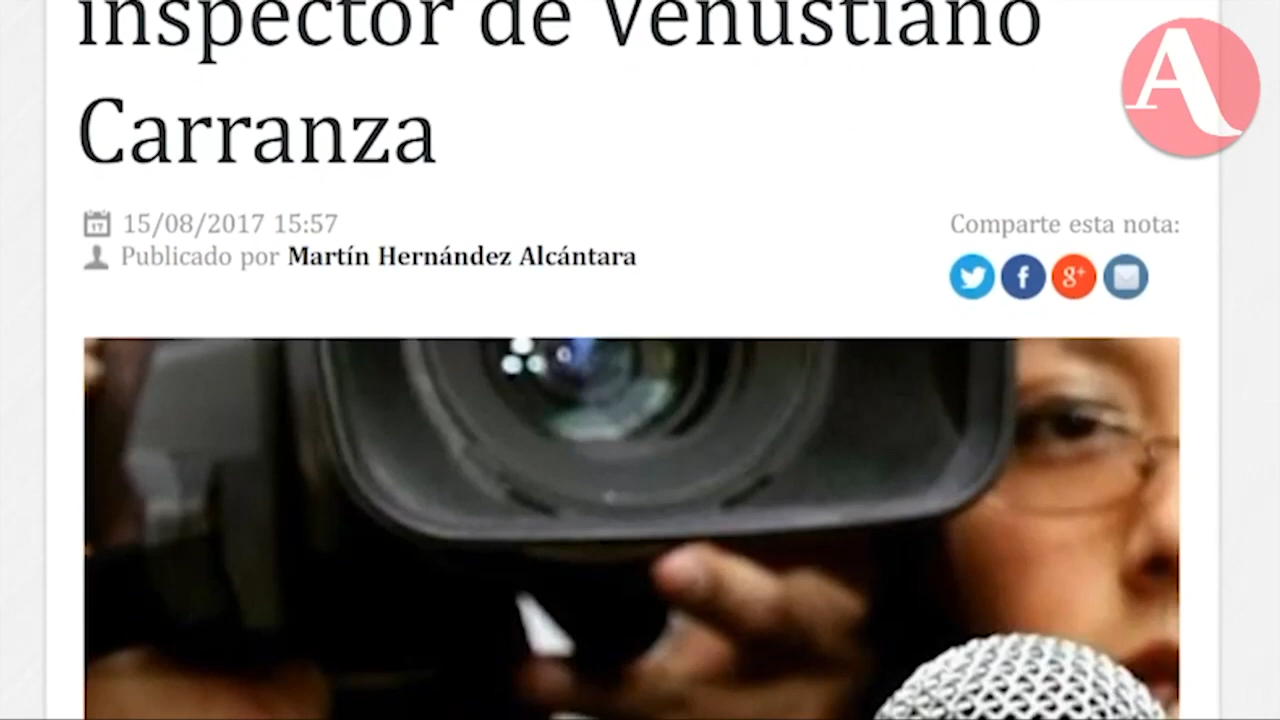 inspector de Venustiano
Carranza
A
15/08/2017 15:57
Comparte esta nota:
Publicado por Martín Hernández Alcántara
f
g+